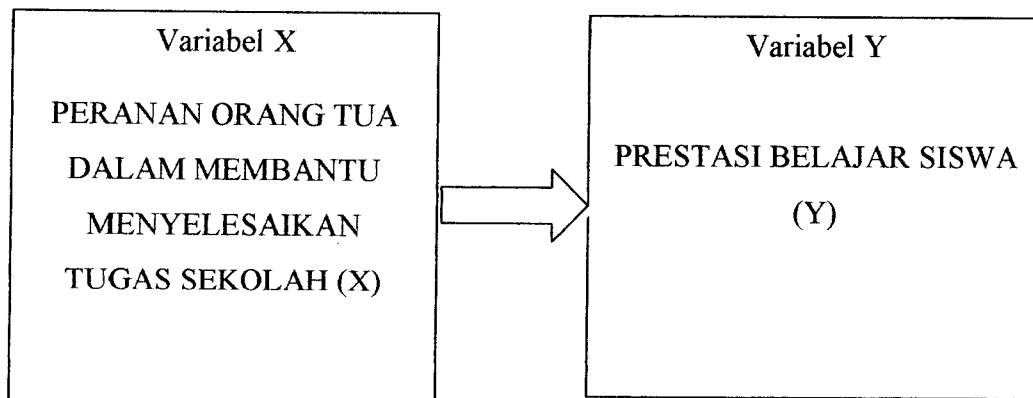 Variabel X
PERANAN ORANG TUA
DALAM MEMBANTU
MENYELESAIKAN
TUGAS SEKOLAH (X)
Variabel Y
PRESTASI BELAJAR SISWA
(Y)